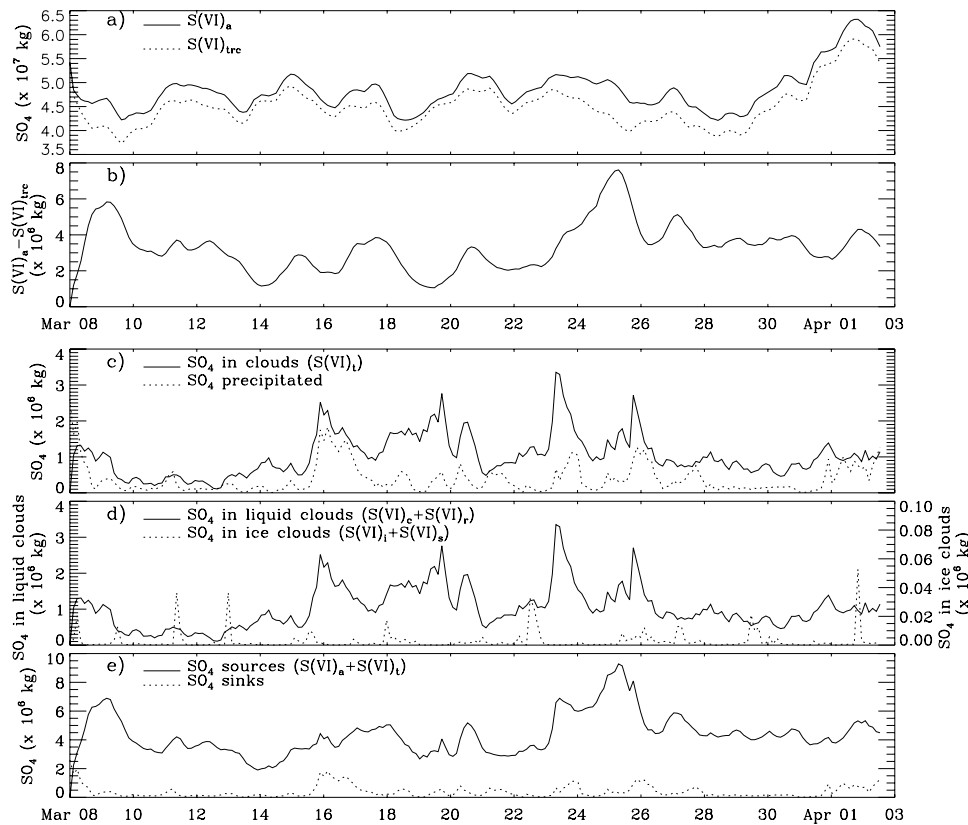 a)
S(VI)a
S(VI)trc
SO4 (x 10^7 kg)
6.5
6.0
5.5
5.0
4.5
4.0
3.5
b)
S(VI)a−S(VI)trc
(x 10^6 kg)
8
6
4
2
0
Mar 08 10 12 14 16 18 20 22 24 26 28 30 Apr 01 03
c)
SO4 in clouds (S(VI)t)
SO4 precipitated
SO4 (x 10^6 kg)
4
3
2
1
0
d)
SO4 in liquid clouds (S(VI)c+S(VI)r)
SO4 in ice clouds (S(VI)i+S(VI)s)
SO4 in liquid clouds
(x 10^6 kg)
4
3
2
1
0
0.10
0.08
0.06
0.04
0.02
0.00
SO4 in ice clouds
(x 10^6 kg)
e)
SO4 sources (S(VI)a+S(VI)t)
SO4 sinks
SO4 (x 10^6 kg)
10
8
6
4
2
0
Mar 08 10 12 14 16 18 20 22 24 26 28 30 Apr 01 03